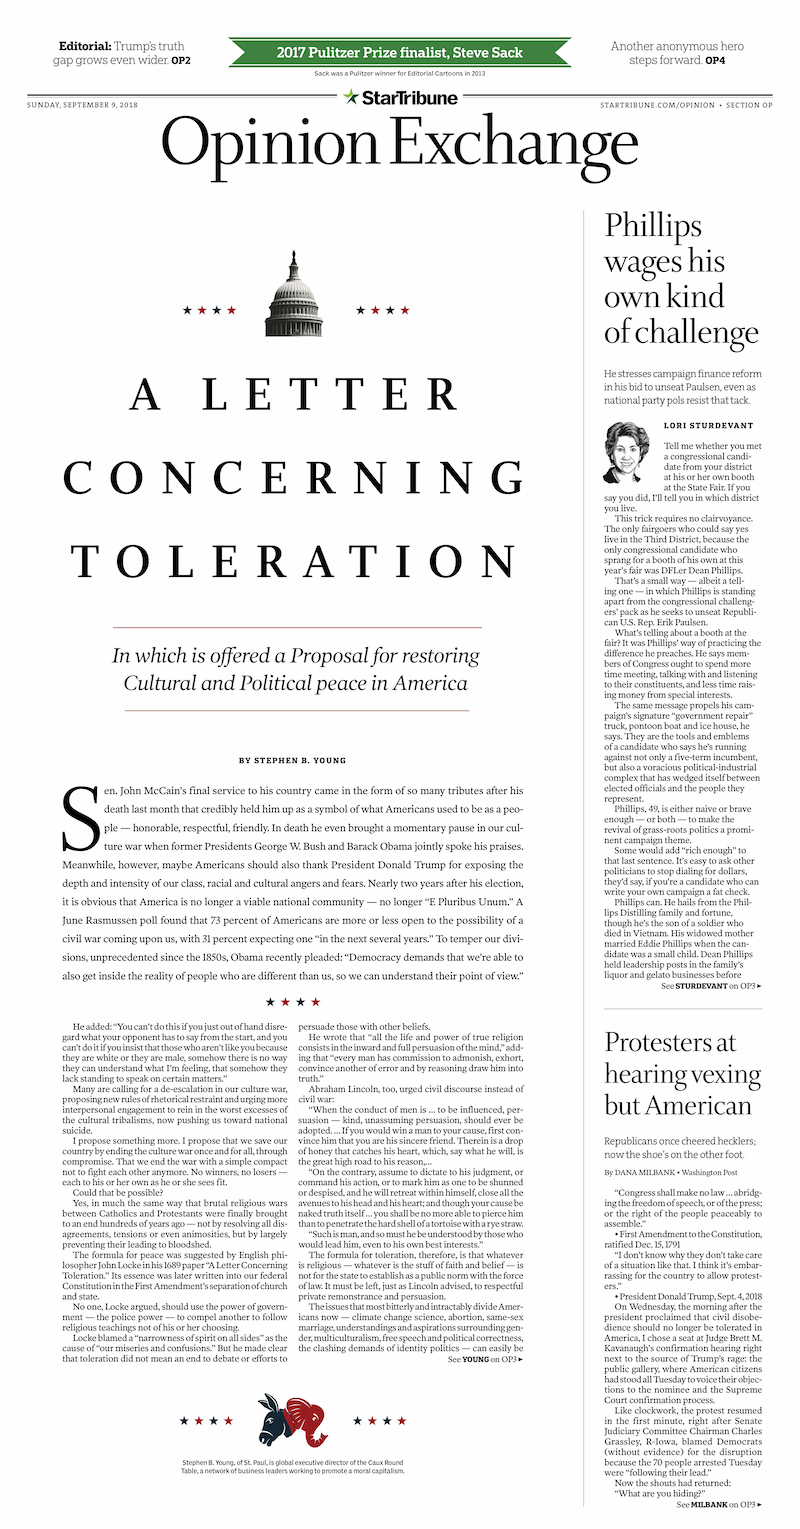 Editorial: Trump's truth
gap grows even wider. OP2
2017 Pulitzer Prize finalist, Steve Sack
Sack was a Pulitzer winner for Editorial Cartoons in 2013
Another anonymous hero
steps forward. OP4
SUNDAY, SEPTEMBER 9, 2018
StarTribune
STARTRIBUNE.COM/OPINION • SECTION OP
Opinion Exchange
A LETTER
CONCERNING
TOLERATION
In which is offered a Proposal for restoring
Cultural and Political peace in America
BY STEPHEN B. YOUNG
Sen. John McCain's final service to his country came in the form of so many tributes after his
death last month that credibly held him up as a symbol of what Americans used to be as a peo-
ple — honorable, respectful, friendly. In death he even brought a momentary pause in our cul-
ture war when former Presidents George W. Bush and Barack Obama jointly spoke his praises.
Meanwhile, however, maybe Americans should also thank President Donald Trump for exposing the
depth and intensity of our class, racial and cultural angers and fears. Nearly two years after his election,
it is obvious that America is no longer a viable national community — no longer "E Pluribus Unum." A
June Rasmussen poll found that 73 percent of Americans are more or less open to the possibility of a
civil war coming upon us, with 31 percent expecting one "in the next several years." To temper our divi-
sions, unprecedented since the 1850s, Obama recently pleaded: "Democracy demands that we're able to
also get inside the reality of people who are different than us, so we can understand their point of view."
He added: "You can't do this if you just out of hand disre-
gard what your opponent has to say from the start, and you
can't do it if you insist that those who aren't like you because
they are white or they are male, somehow there is no way
they can understand what I'm feeling, that somehow they
lack standing to speak on certain matters."
Many are calling for a de-escalation in our culture war,
proposing new rules of rhetorical restraint and urging more
interpersonal engagement to rein in the worst excesses of
the cultural tribalisms, now pushing us toward national
suicide.
I propose something more. I propose that we save our
country by ending the culture war once and for all, through
compromise. That we end the war with a simple compact
not to fight each other anymore. No winners, no losers —
each to his or her own as he or she sees fit.
Could that be possible?
Yes, in much the same way that brutal religious wars
between Catholics and Protestants were finally brought
to an end hundreds of years ago — not by resolving all dis-
agreements, tensions or even animosities, but by largely
preventing their leading to bloodshed.
The formula for peace was suggested by English phi-
losopher John Locke in his 1689 paper "A Letter Concerning
Toleration." Its essence was later written into our federal
Constitution in the First Amendment's separation of church
and state.
No one, Locke argued, should use the power of govern-
ment — the police power — to compel another to follow
religious teachings not of his or her choosing.
Locke blamed a "narrowness of spirit on all sides" as the
cause of "our miseries and confusions." But he made clear
that toleration did not mean an end to debate or efforts to
persuade those with other beliefs.
He wrote that "all the life and power of true religion
consists in the inward and full persuasion of the mind," add-
ing that "every man has commission to admonish, exhort,
convince another of error and by reasoning draw him into
truth."
Abraham Lincoln, too, urged civil discourse instead of
civil war:
"When the conduct of men is ... to be influenced, per-
suasion — kind, unassuming persuasion, should ever be
adopted. ... If you would win a man to your cause, first con-
vince him that you are his sincere friend. Therein is a drop
of honey that catches his heart, which, say what he will, is
the great high road to his reason,...
"On the contrary, assume to dictate to his judgment, or
command his action, or to mark him as one to be shunned
or despised, and he will retreat within himself, close all the
avenues to his head and his heart; and though your cause be
naked truth itself ... you shall be no more able to pierce him
than to penetrate the hard shell of a tortoise with a rye straw.
"Such is man, and so must he be understood by those who
would lead him, even to his own best interests."
The formula for toleration, therefore, is that whatever
is religious — whatever is the stuff of faith and belief — is
not for the state to establish as a public norm with the force
of law. It must be left, just as Lincoln advised, to respectful
private remonstrance and persuasion.
The issues that most bitterly and intractably divide Amer-
icans now — climate change science, abortion, same-sex
marriage, understandings and aspirations surrounding gen-
der, multiculturalism, free speech and political correctness,
the clashing demands of identity politics — can easily be
See YOUNG on OP3 ►
Stephen B. Young, of St. Paul, is global executive director of the Caux Round
Table, a network of business leaders working to promote a moral capitalism.
Phillips
wages his
own kind
of challenge
He stresses campaign finance reform
in his bid to unseat Paulsen, even as
national party pols resist that tack.
LORI STURDEVANT
Tell me whether you met
a congressional candi-
date from your district
at his or her own booth
at the State Fair. If you
say you did, I'll tell you in which district
you live.
This trick requires no clairvoyance.
The only fairgoers who could say yes
live in the Third District, because the
only congressional candidate who
sprang for a booth of his own at this
year's fair was DFLer Dean Phillips.
That's a small way — albeit a tell-
ing one — in which Phillips is standing
apart from the congressional challeng-
ers' pack as he seeks to unseat Republi-
can U.S. Rep. Erik Paulsen.
What's telling about a booth at the
fair? It was Phillips' way of practicing the
difference he preaches. He says mem-
bers of Congress ought to spend more
time meeting, talking with and listening
to their constituents, and less time rais-
ing money from special interests.
The same message propels his cam-
paign's signature "government repair"
truck, pontoon boat and ice house, he
says. They are the tools and emblems
of a candidate who says he's running
against not only a five-term incumbent,
but also a voracious political-industrial
complex that has wedged itself between
elected officials and the people they
represent.
Phillips, 49, is either naive or brave
enough — or both — to make the
revival of grass-roots politics a promi-
nent campaign theme.
Some would add "rich enough" to
that last sentence. It's easy to ask other
politicians to stop dialing for dollars,
they'd say, if you're a candidate who can
write your own campaign a fat check.
Phillips can. He hails from the Phil-
lips Distilling family and fortune,
though he's the son of a soldier who
died in Vietnam. His widowed mother
married Eddie Phillips when the can-
didate was a small child. Dean Phillips
held leadership posts in the family's
liquor and gelato businesses before
See STURDEVANT on OP3 ►
Protesters at
hearing vexing
but American
Republicans once cheered hecklers;
now the shoe's on the other foot.
By DANA MILBANK • Washington Post
"Congress shall make no law ... abridg-
ing the freedom of speech, or of the press;
or the right of the people peaceably to
assemble."
• First Amendment to the Constitution,
ratified Dec. 15, 1791
"I don't know why they don't take care
of a situation like that. I think it's embar-
rassing for the country to allow protest-
ers."
• President Donald Trump, Sept. 4, 2018
On Wednesday, the morning after the
president proclaimed that civil disobe-
dience should no longer be tolerated in
America, I chose a seat at Judge Brett M.
Kavanaugh's confirmation hearing right
next to the source of Trump's rage: the
public gallery, where American citizens
had stood all Tuesday to voice their objec-
tions to the nominee and the Supreme
Court confirmation process.
Like clockwork, the protest resumed
in the first minute, right after Senate
Judiciary Committee Chairman Charles
Grassley, R-Iowa, blamed Democrats
(without evidence) for the disruption
because the 70 people arrested Tuesday
were "following their lead."
Now the shouts had returned:
"What are you hiding?"
See MILBANK on OP3 ►